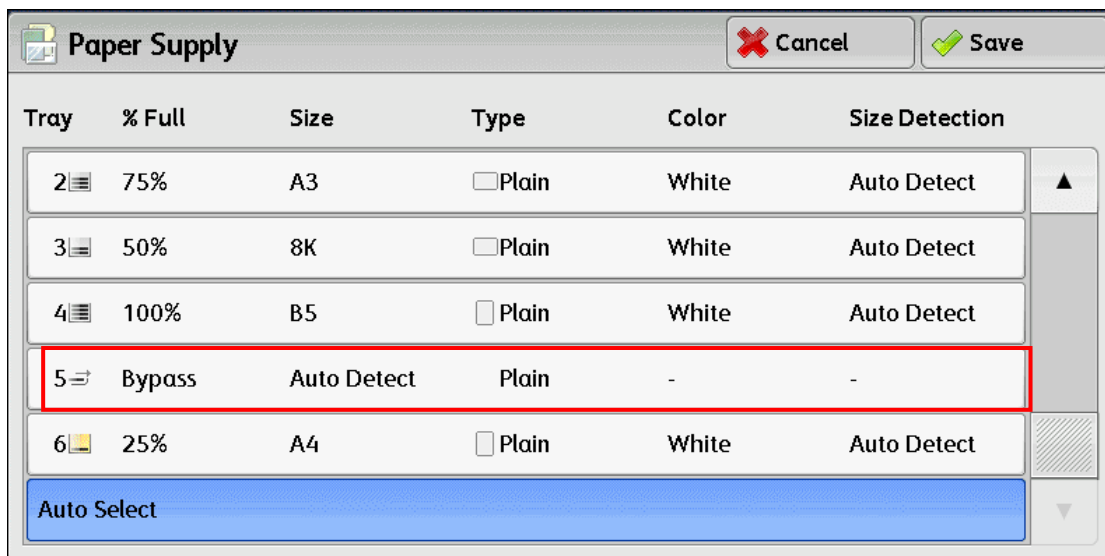 Paper Supply Cancel Save
Tray % Full Size Type Color Size Detection
2 75% A3 Plain White Auto Detect
3 50% 8K Plain White Auto Detect
4 100% B5 Plain White Auto Detect
5 Bypass Auto Detect Plain - -
6 25% A4 Plain White Auto Detect
Auto Select